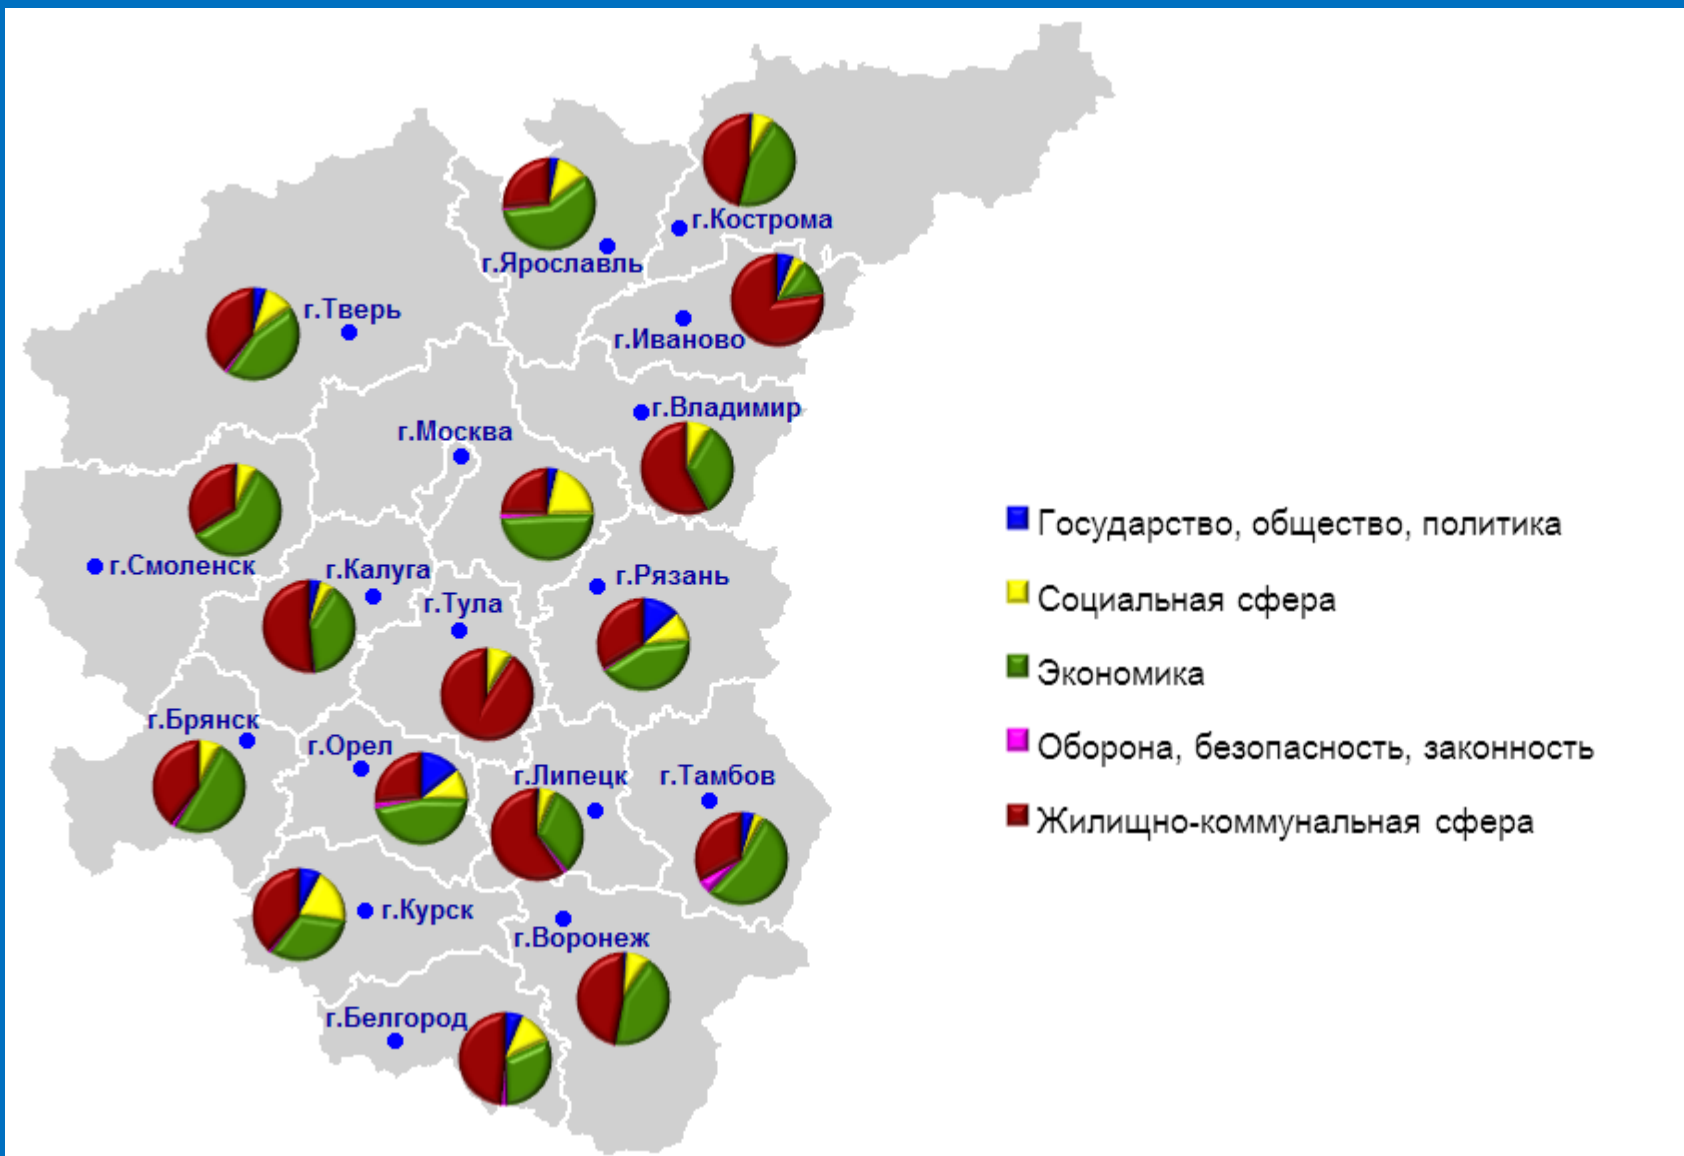 г.Кострома
г.Ярославль
г.Тверь
г.Иваново
г.Владимир
г.Москва
г.Смоленск
г.Калуга
г.Рязань
г.Тула
г.Брянск
г.Орел
г.Липецк
г.Тамбов
г.Курск
г.Воронеж
г.Белгород
Государство, общество, политика
Социальная сфера
Экономика
Оборона, безопасность, законность
Жилищно-коммунальная сфера